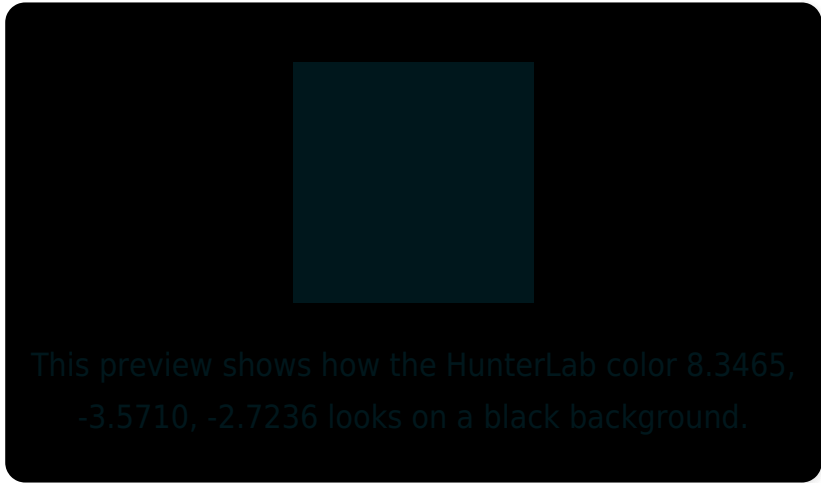 This preview shows how the HunterLab color 8.3465,
-3.5710, -2.7236 looks on a black background.